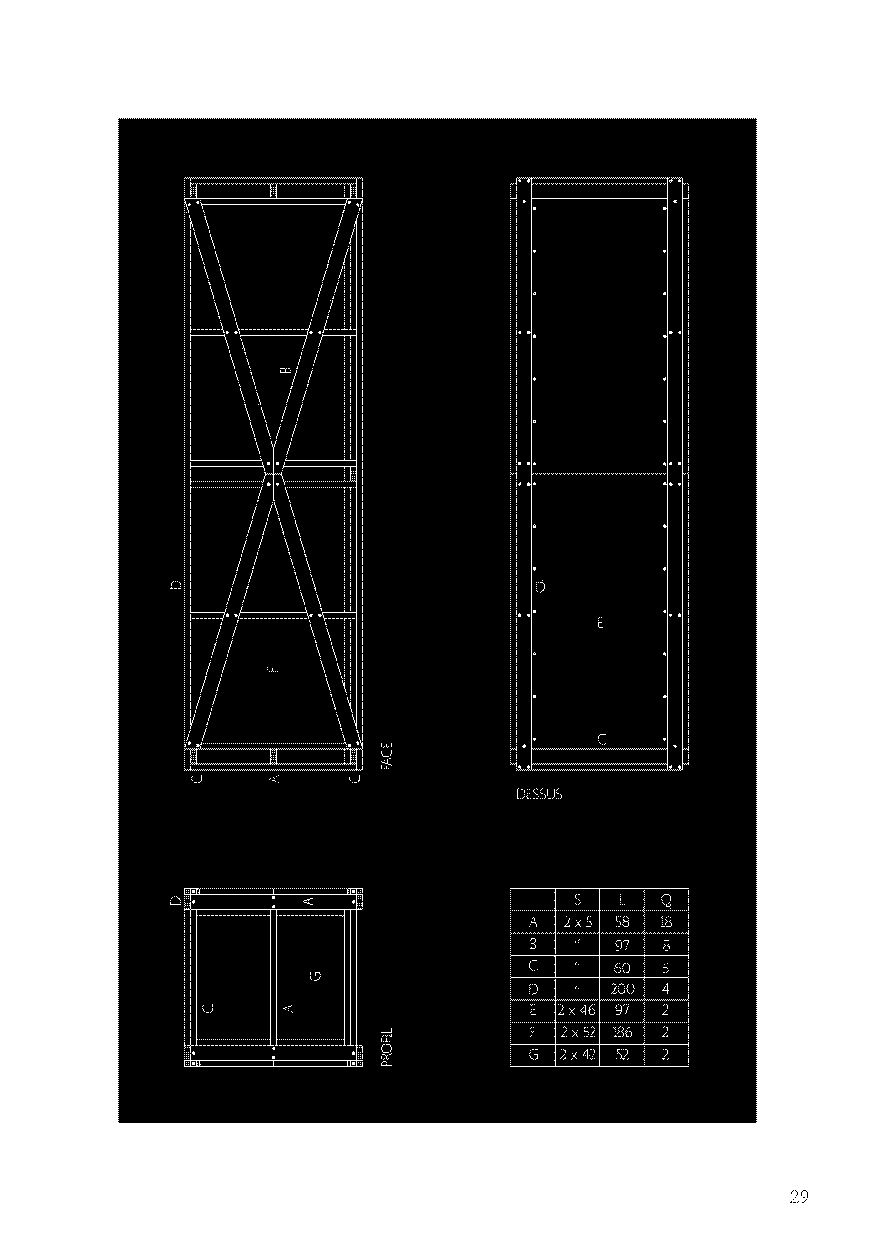 B
D
D
E
F
C
C A C
FACE
DESSUS
D
A
G
C
A
PROFIL
S L Q
A 2 x 5 58 18
B " 97 8
C " 60 5
D " 200 4
E 2 x 46 97 2
F 2 x 52 186 2
G 2 x 42 52 2
29